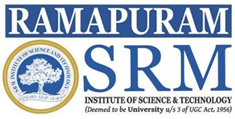 RAMAPURAM
SRM
INSTITUTE OF SCIENCE & TECHNOLOGY
(Deemed to be University u/s 3 of UGC Act, 1956)